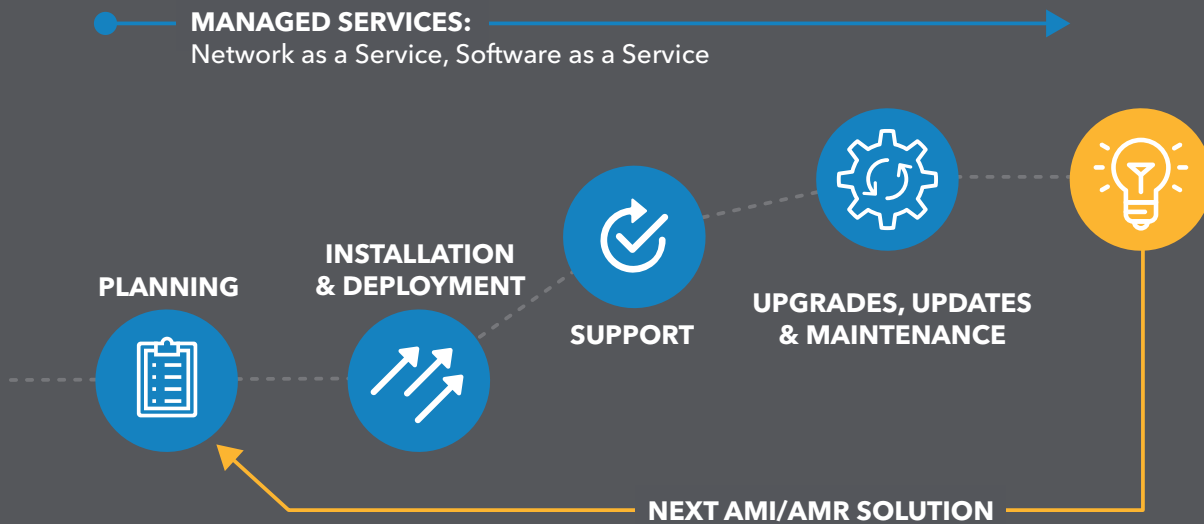 MANAGED SERVICES:
Network as a Service, Software as a Service
PLANNING
INSTALLATION
& DEPLOYMENT
SUPPORT
UPGRADES, UPDATES
& MAINTENANCE
NEXT AMI/AMR SOLUTION